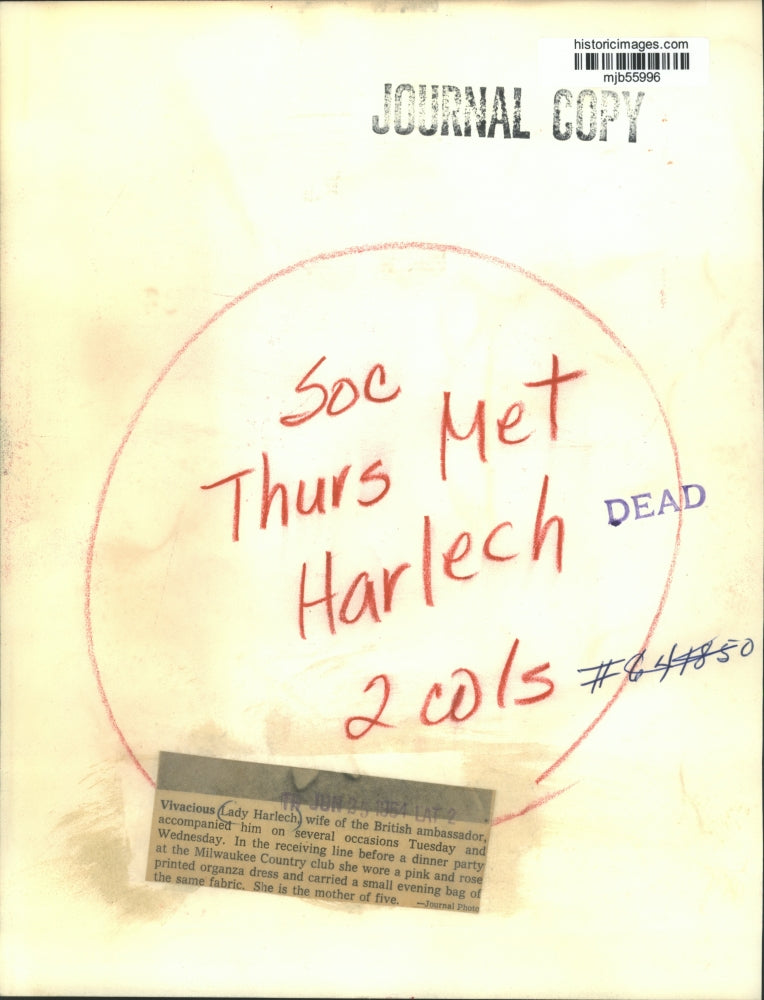 historicimages.com
mjb55996
JOURNAL COPY
Soc
Thurs Met
Harlech
DEAD
2 cols
#641850
JUN 25 1964 LAT 2
Vivacious Lady Harlech, wife of the British ambassador,
accompanied him on several occasions Tuesday and
Wednesday. In the receiving line before a dinner party
at the Milwaukee Country club she wore a pink and rose
printed organza dress and carried a small evening bag of
the same fabric. She is the mother of five. —Journal Photo